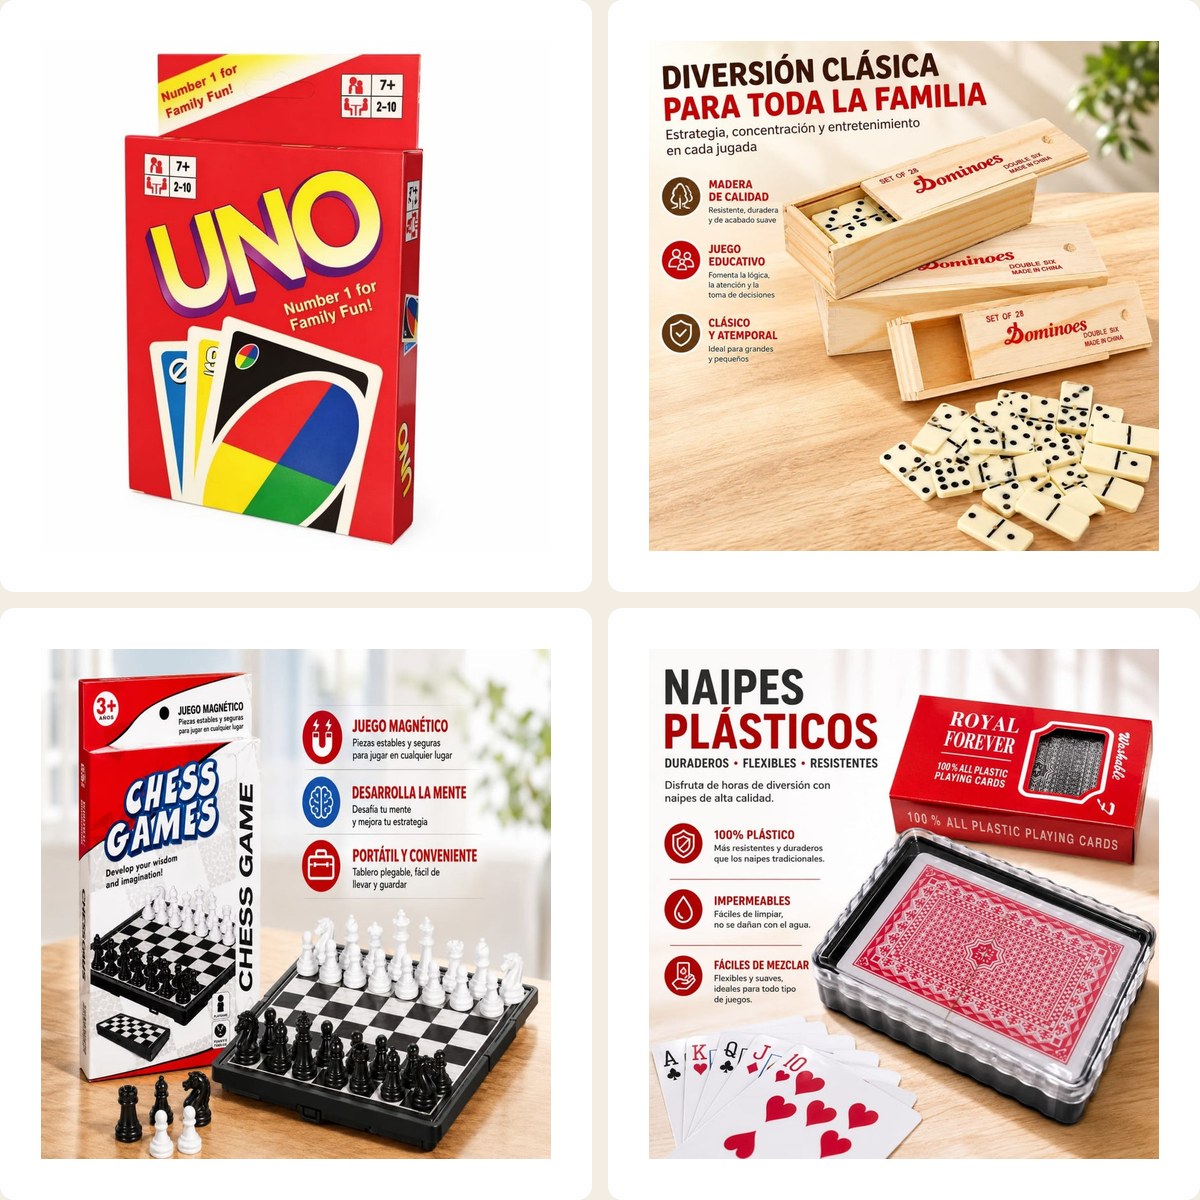 Number 1 for
Family Fun!
7+
2-10
7+
2-10
UNO
Number 1 for
Family Fun!
UNO
DIVERSIÓN CLÁSICA
PARA TODA LA FAMILIA
Estrategia, concentración y entretenimiento
en cada jugada
MADERA
DE CALIDAD
Resistente, duradera
y de acabado suave
JUEGO
EDUCATIVO
Fomenta la lógica,
la atención y la
toma de decisiones
CLÁSICO
Y ATEMPORAL
Ideal para grandes
y pequeños
SET OF 28
Dominoes
DOUBLE SIX
MADE IN CHINA
Dominoes
DOUBLE SIX
MADE IN CHINA
SET OF 28
Dominoes
DOUBLE SIX
MADE IN CHINA
3+
AÑOS
JUEGO MAGNÉTICO
Piezas estables y seguras
para jugar en cualquier lugar
CHESS
GAMES
Develop your wisdom
and imagination!
CHESS GAME
JUEGO MAGNÉTICO
Piezas estables y seguras
para jugar en cualquier lugar
DESARROLLA LA MENTE
Desafía tu mente
y mejora tu estrategia
PORTÁTIL Y CONVENIENTE
Tablero plegable, fácil de
llevar y guardar
NAIPES
PLÁSTICOS
DURADEROS • FLEXIBLES • RESISTENTES
Disfruta de horas de diversión con
naipes de alta calidad.
100% PLÁSTICO
Más resistentes y duraderos
que los naipes tradicionales.
IMPERMEABLES
Fáciles de limpiar,
no se dañan con el agua.
FÁCILES DE MEZCLAR
Flexibles y suaves,
ideales para todo tipo
de juegos.
ROYAL
FOREVER
100% ALL PLASTIC
PLAYING CARDS
Washable
100 % ALL PLASTIC PLAYING CARDS
A
K
Q
J
10